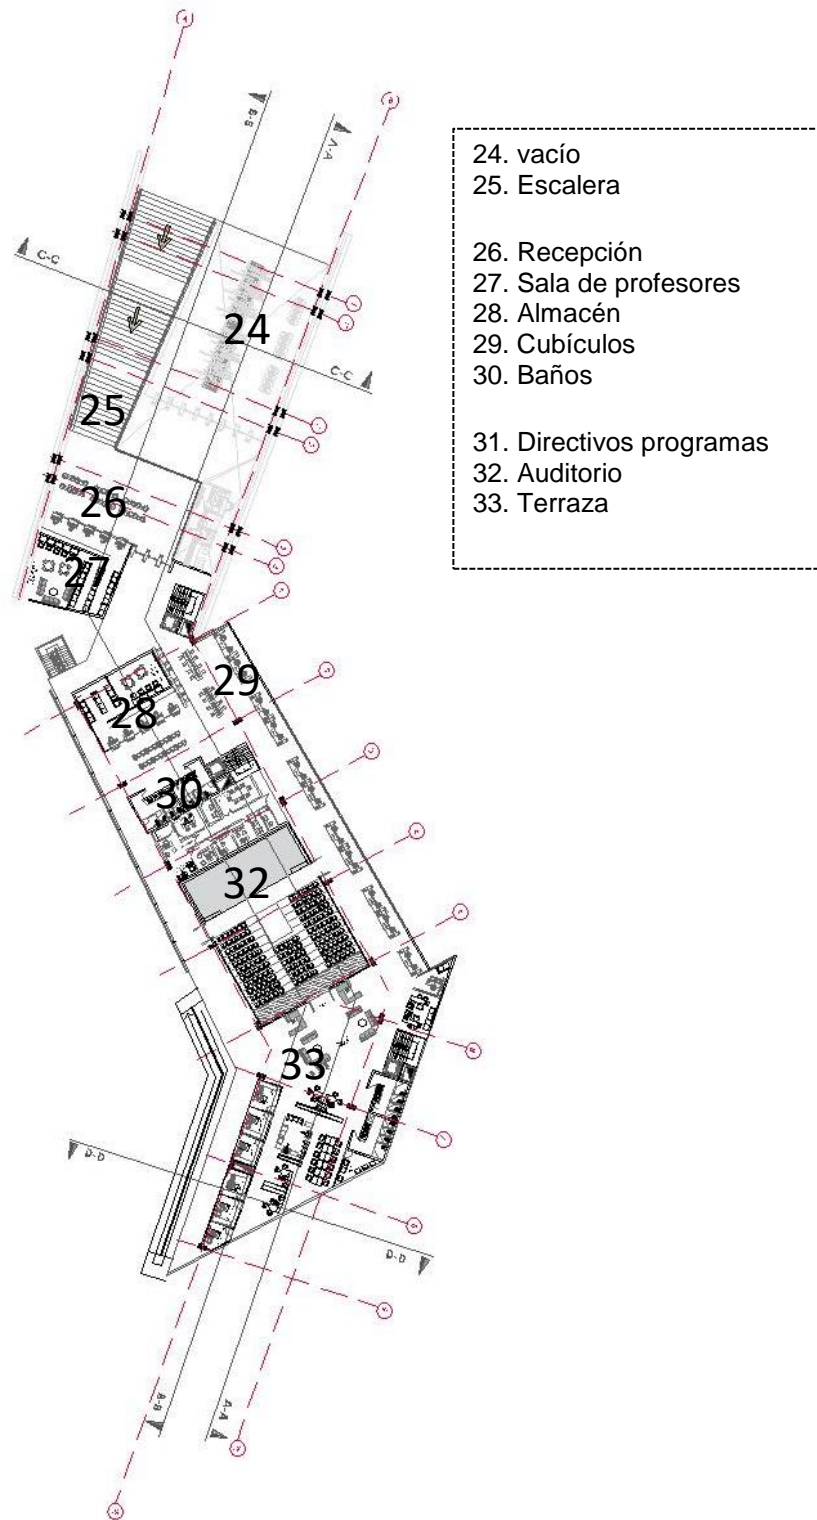 24. vacío
25. Escalera
26. Recepción
27. Sala de profesores
28. Almacén
29. Cubículos
30. Baños
31. Directivos programas
32. Auditorio
33. Terraza
B-B
A-A
C-C
24
C-C
25
26
27
29
28
30
32
33
D-D
D-D
A-A